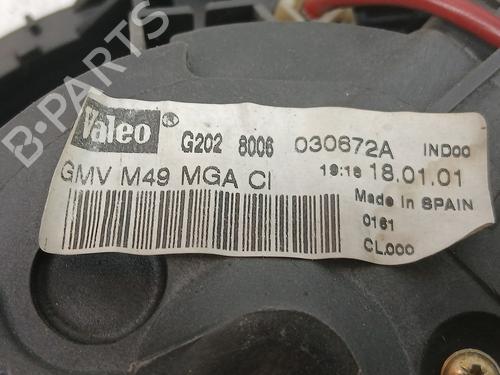 Valeo ® G202 8006 030672A IND00
GMV M49 MGA CI 19:16 18.01.01
Made in SPAIN
0161
CL.000
B-PARTS